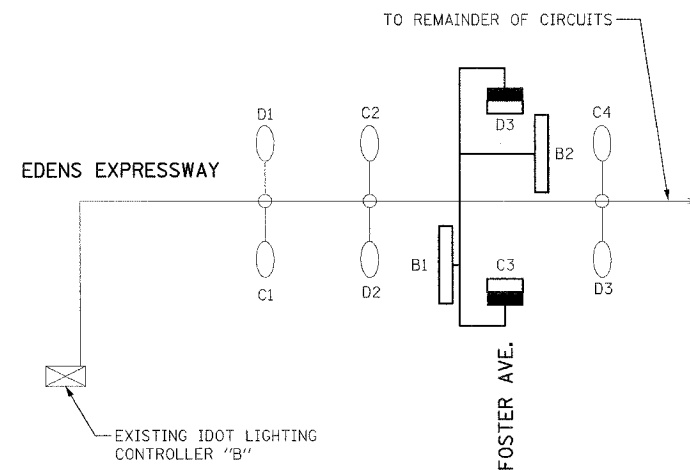 TO REMAINDER OF CIRCUITS
D1
C2
D3
C4
B2
EDENS EXPRESSWAY
B1
C3
C1
D2
D3
FOSTER AVE.
EXISTING IDOT LIGHTING
CONTROLLER "B"